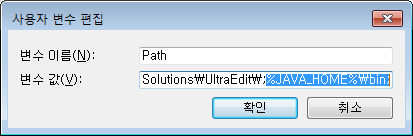 사용자 변수 편집
변수 이름(N): Path
변수 값(V): Solutions₩UltraEdit₩;%JAVA_HOME%₩bin;
확인 취소